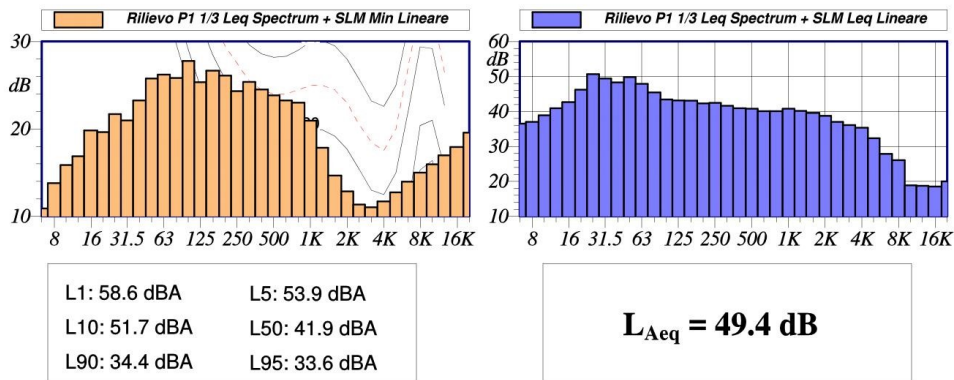 Rilievo P1 1/3 Leq Spectrum + SLM Min Lineare
30
dB
20
10
8 16 31.5 63 125 250 500 1K 2K 4K 8K 16K
Rilievo P1 1/3 Leq Spectrum + SLM Leq Lineare
60
dB
50
40
30
20
10
8 16 31.5 63 125 250 500 1K 2K 4K 8K 16K
L1: 58.6 dBA L5: 53.9 dBA
L10: 51.7 dBA L50: 41.9 dBA
L90: 34.4 dBA L95: 33.6 dBA
LAeq = 49.4 dB